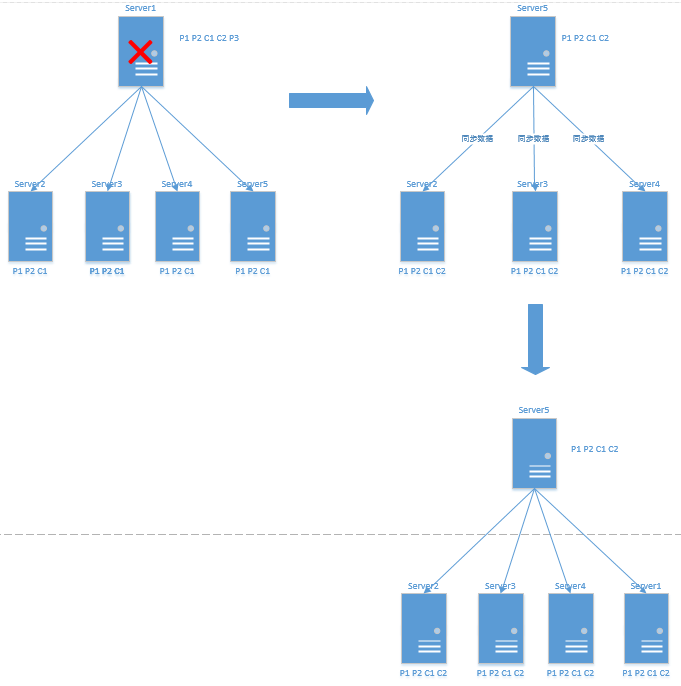 Server1
P1 P2 C1 C2 P3
Server2
Server3
Server4
Server5
P1 P2 C1
P1 P2 C1
P1 P2 C1
P1 P2 C1
Server5
P1 P2 C1 C2
同步数据
同步数据
同步数据
Server2
Server3
Server4
P1 P2 C1 C2
P1 P2 C1 C2
P1 P2 C1 C2
Server5
P1 P2 C1 C2
Server2
Server3
Server4
Server1
P1 P2 C1 C2
P1 P2 C1 C2
P1 P2 C1 C2
P1 P2 C1 C2